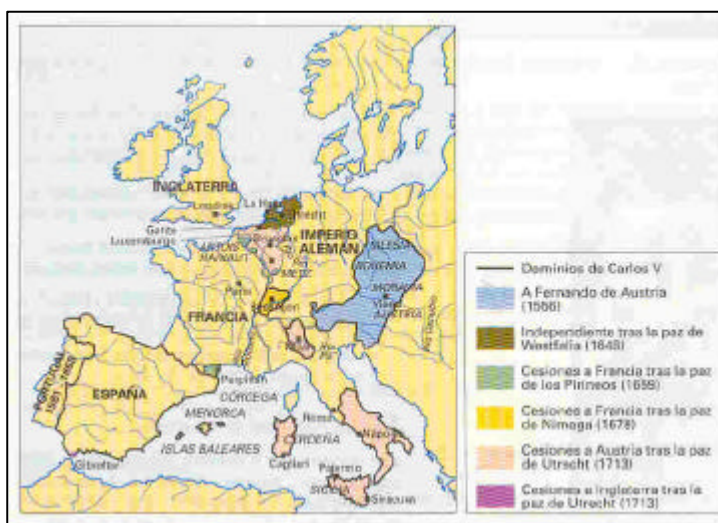 INGLATERRA
Londres
La Haya
Gante
Luxemburgo
IMPERIO
ALEMÁN
ARTOIS
HAINAUT
METZ
SILESIA
BOHEMIA
MORAVIA
Viena
AUSTRIA
París
FRANCIA
PORTUGAL
ESPAÑA
Perpiñán
CÓRCEGA
MENORCA
ISLAS BALEARES
Roma
Nápoles
CERDEÑA
Cagliari
Palermo
SICILIA
Siracusa
Gibraltar
Dominios de Carlos V
A Fernando de Austria
(1566)
Independiente tras la paz de
Westfalia (1648)
Cesiones a Francia tras la paz
de los Pirineos (1659)
Cesiones a Francia tras la paz
de Nimega (1678)
Cesiones a Austria tras la paz
de Utrecht (1713)
Cesiones a Inglaterra tras la
paz de Utrecht (1713)